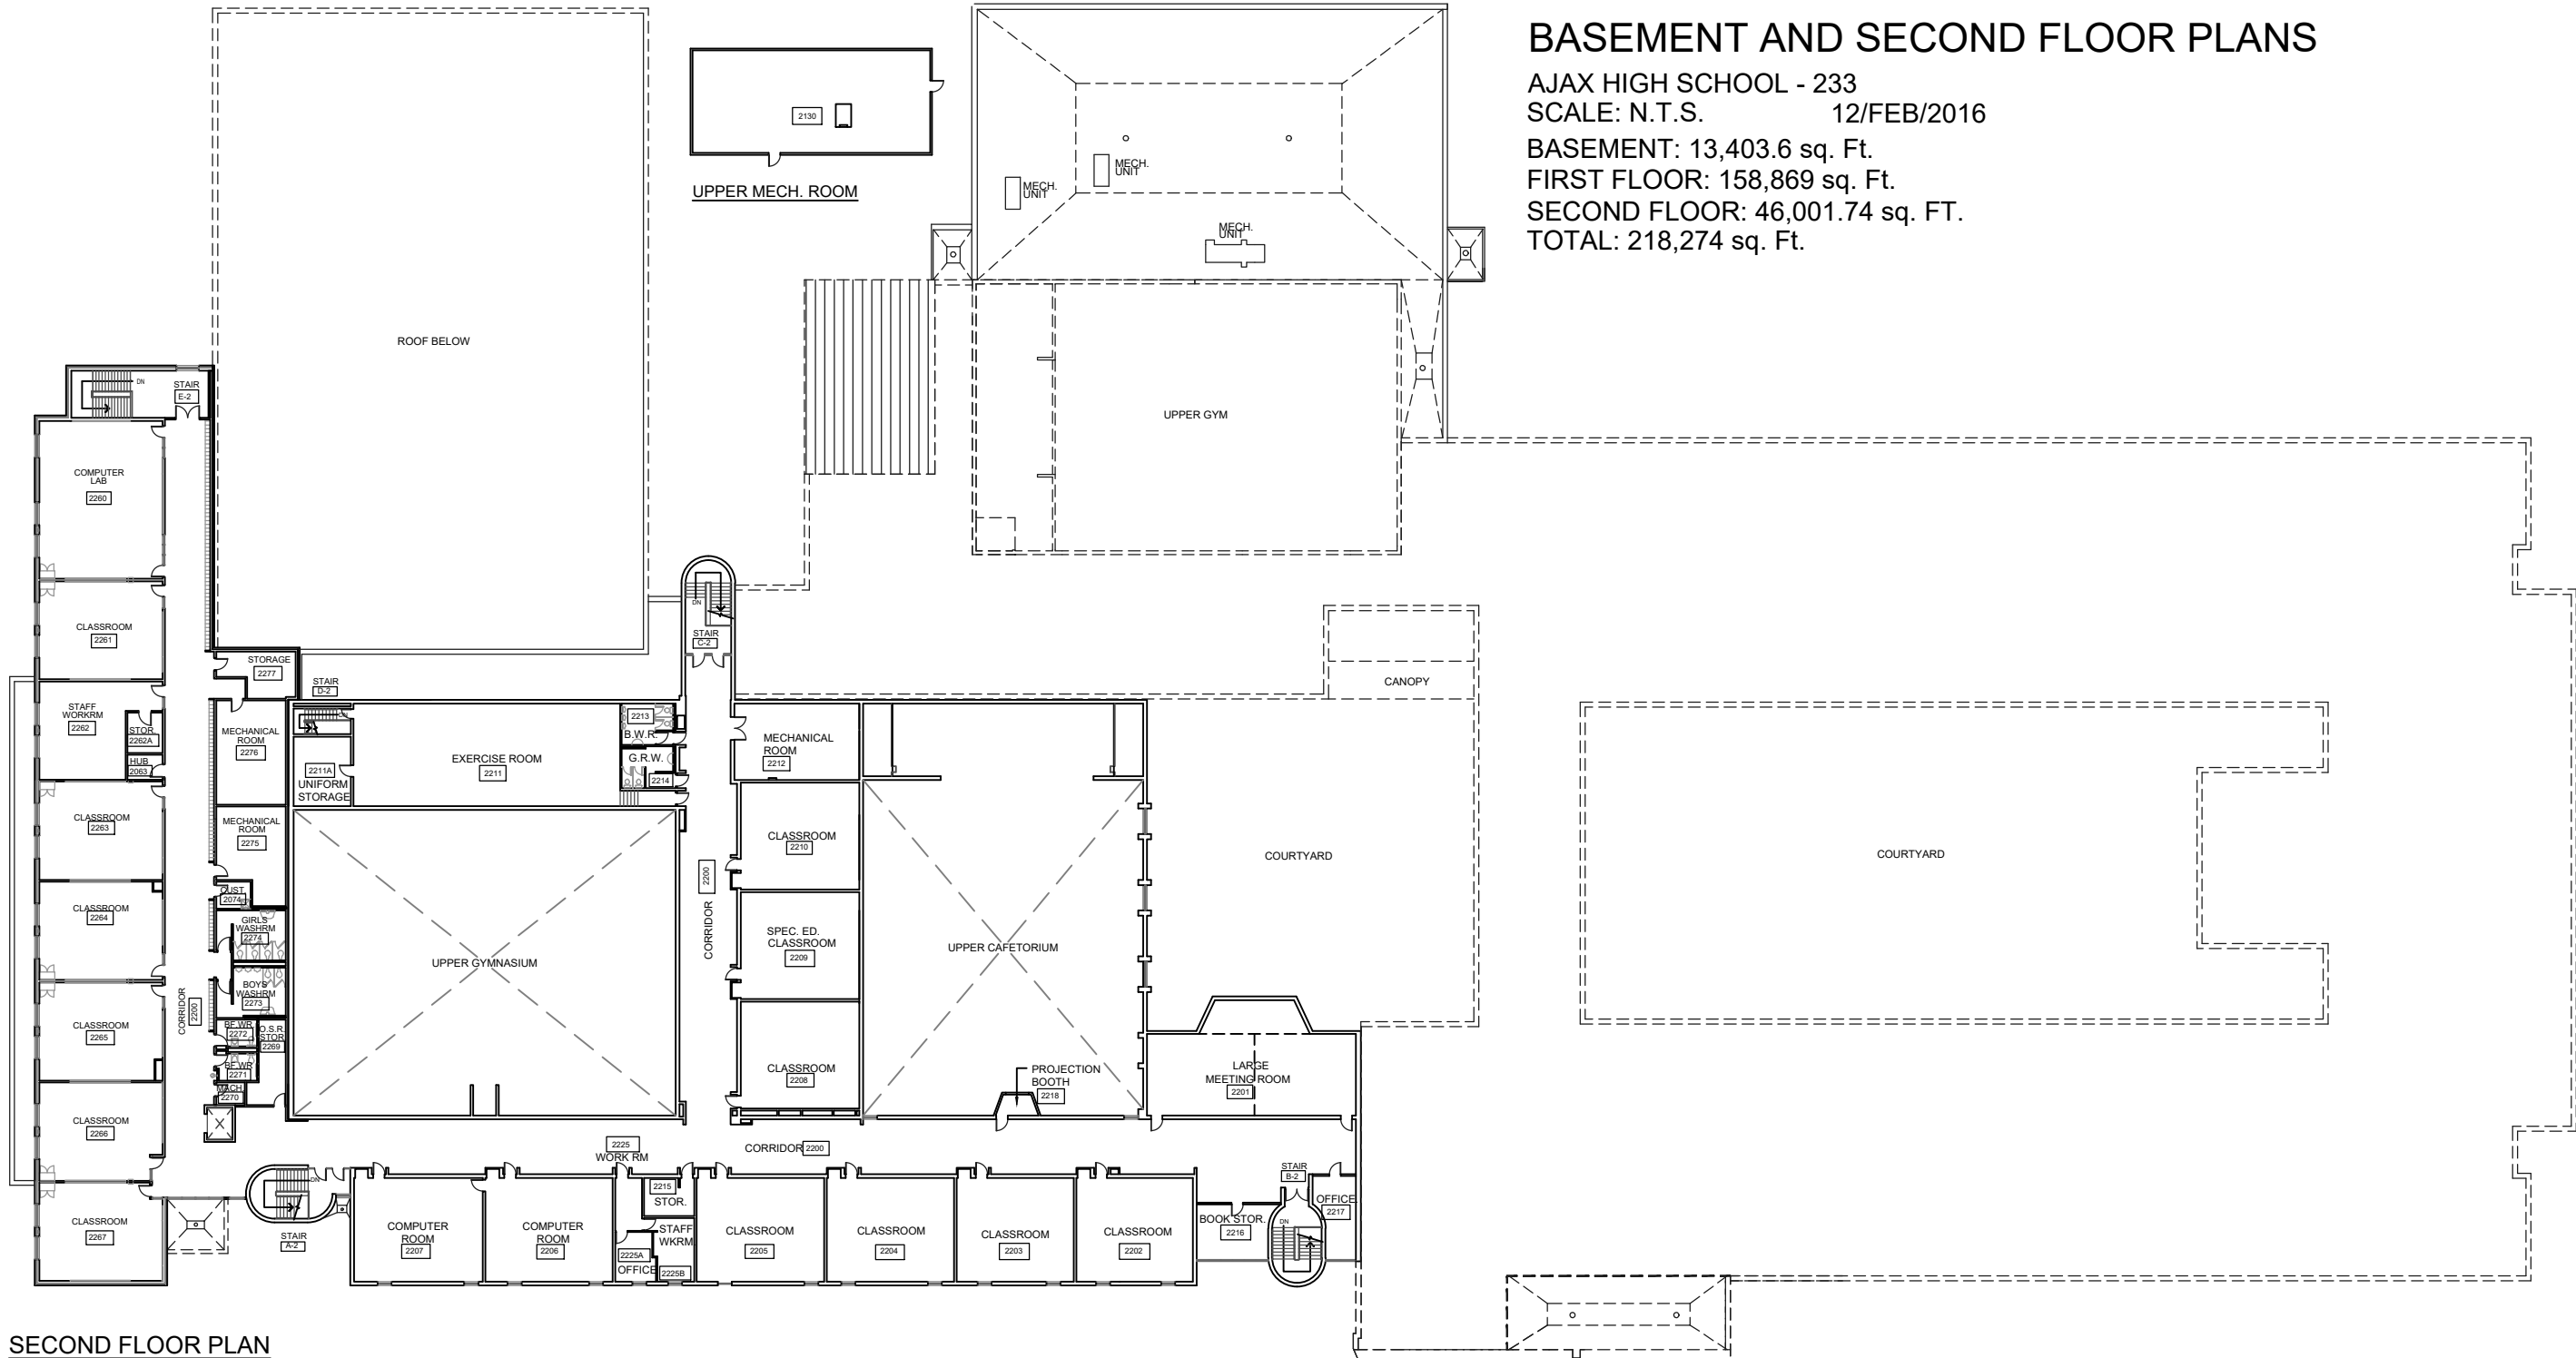 BASEMENT AND SECOND FLOOR PLANS
AJAX HIGH SCHOOL - 233
SCALE: N.T.S. 12/FEB/2016
BASEMENT: 13,403.6 sq. Ft.
FIRST FLOOR: 158,869 sq. Ft.
SECOND FLOOR: 46,001.74 sq. FT.
TOTAL: 218,274 sq. Ft.
2130
UPPER MECH. ROOM
MECH.
UNIT
MECH.
UNIT
MECH.
UNIT
ROOF BELOW
UPPER GYM
DN
STAIR
E-2
COMPUTER
LAB
2260
CLASSROOM
2261
STORAGE
2277
STAFF
WORKRM
2262
STOR.
2262A
HUB
2063
MECHANICAL
ROOM
2276
CLASSROOM
2263
MECHANICAL
ROOM
2275
CUST.
2074
CLASSROOM
2264
GIRLS
WASHRM
2274
BOYS
WASHRM
2273
CORRIDOR
2200
CLASSROOM
2265
BF.WR
2272
O.S.R.
STOR
2269
BF.WR
2271
MACH.
2270
CLASSROOM
2266
CLASSROOM
2267
STAIR
D-2
2211A
UNIFORM
STORAGE
EXERCISE ROOM
2211
2213
B.W.R.
G.R.W.
2214
DN
STAIR
C-2
UPPER GYMNASIUM
2200
CORRIDOR
MECHANICAL
ROOM
2212
CLASSROOM
2210
SPEC. ED.
CLASSROOM
2209
CLASSROOM
2208
UPPER CAFETORIUM
PROJECTION
BOOTH
2218
CANOPY
COURTYARD
COURTYARD
LARGE
MEETING ROOM
2201
2225
WORK RM
CORRIDOR 2200
DN
STAIR
A-2
COMPUTER
ROOM
2207
COMPUTER
ROOM
2206
2215
STOR.
STAFF
WKRM
2225A
OFFICE
2225B
CLASSROOM
2205
CLASSROOM
2204
CLASSROOM
2203
CLASSROOM
2202
BOOK STOR.
2216
STAIR
B-2
DN
OFFICE
2217
SECOND FLOOR PLAN